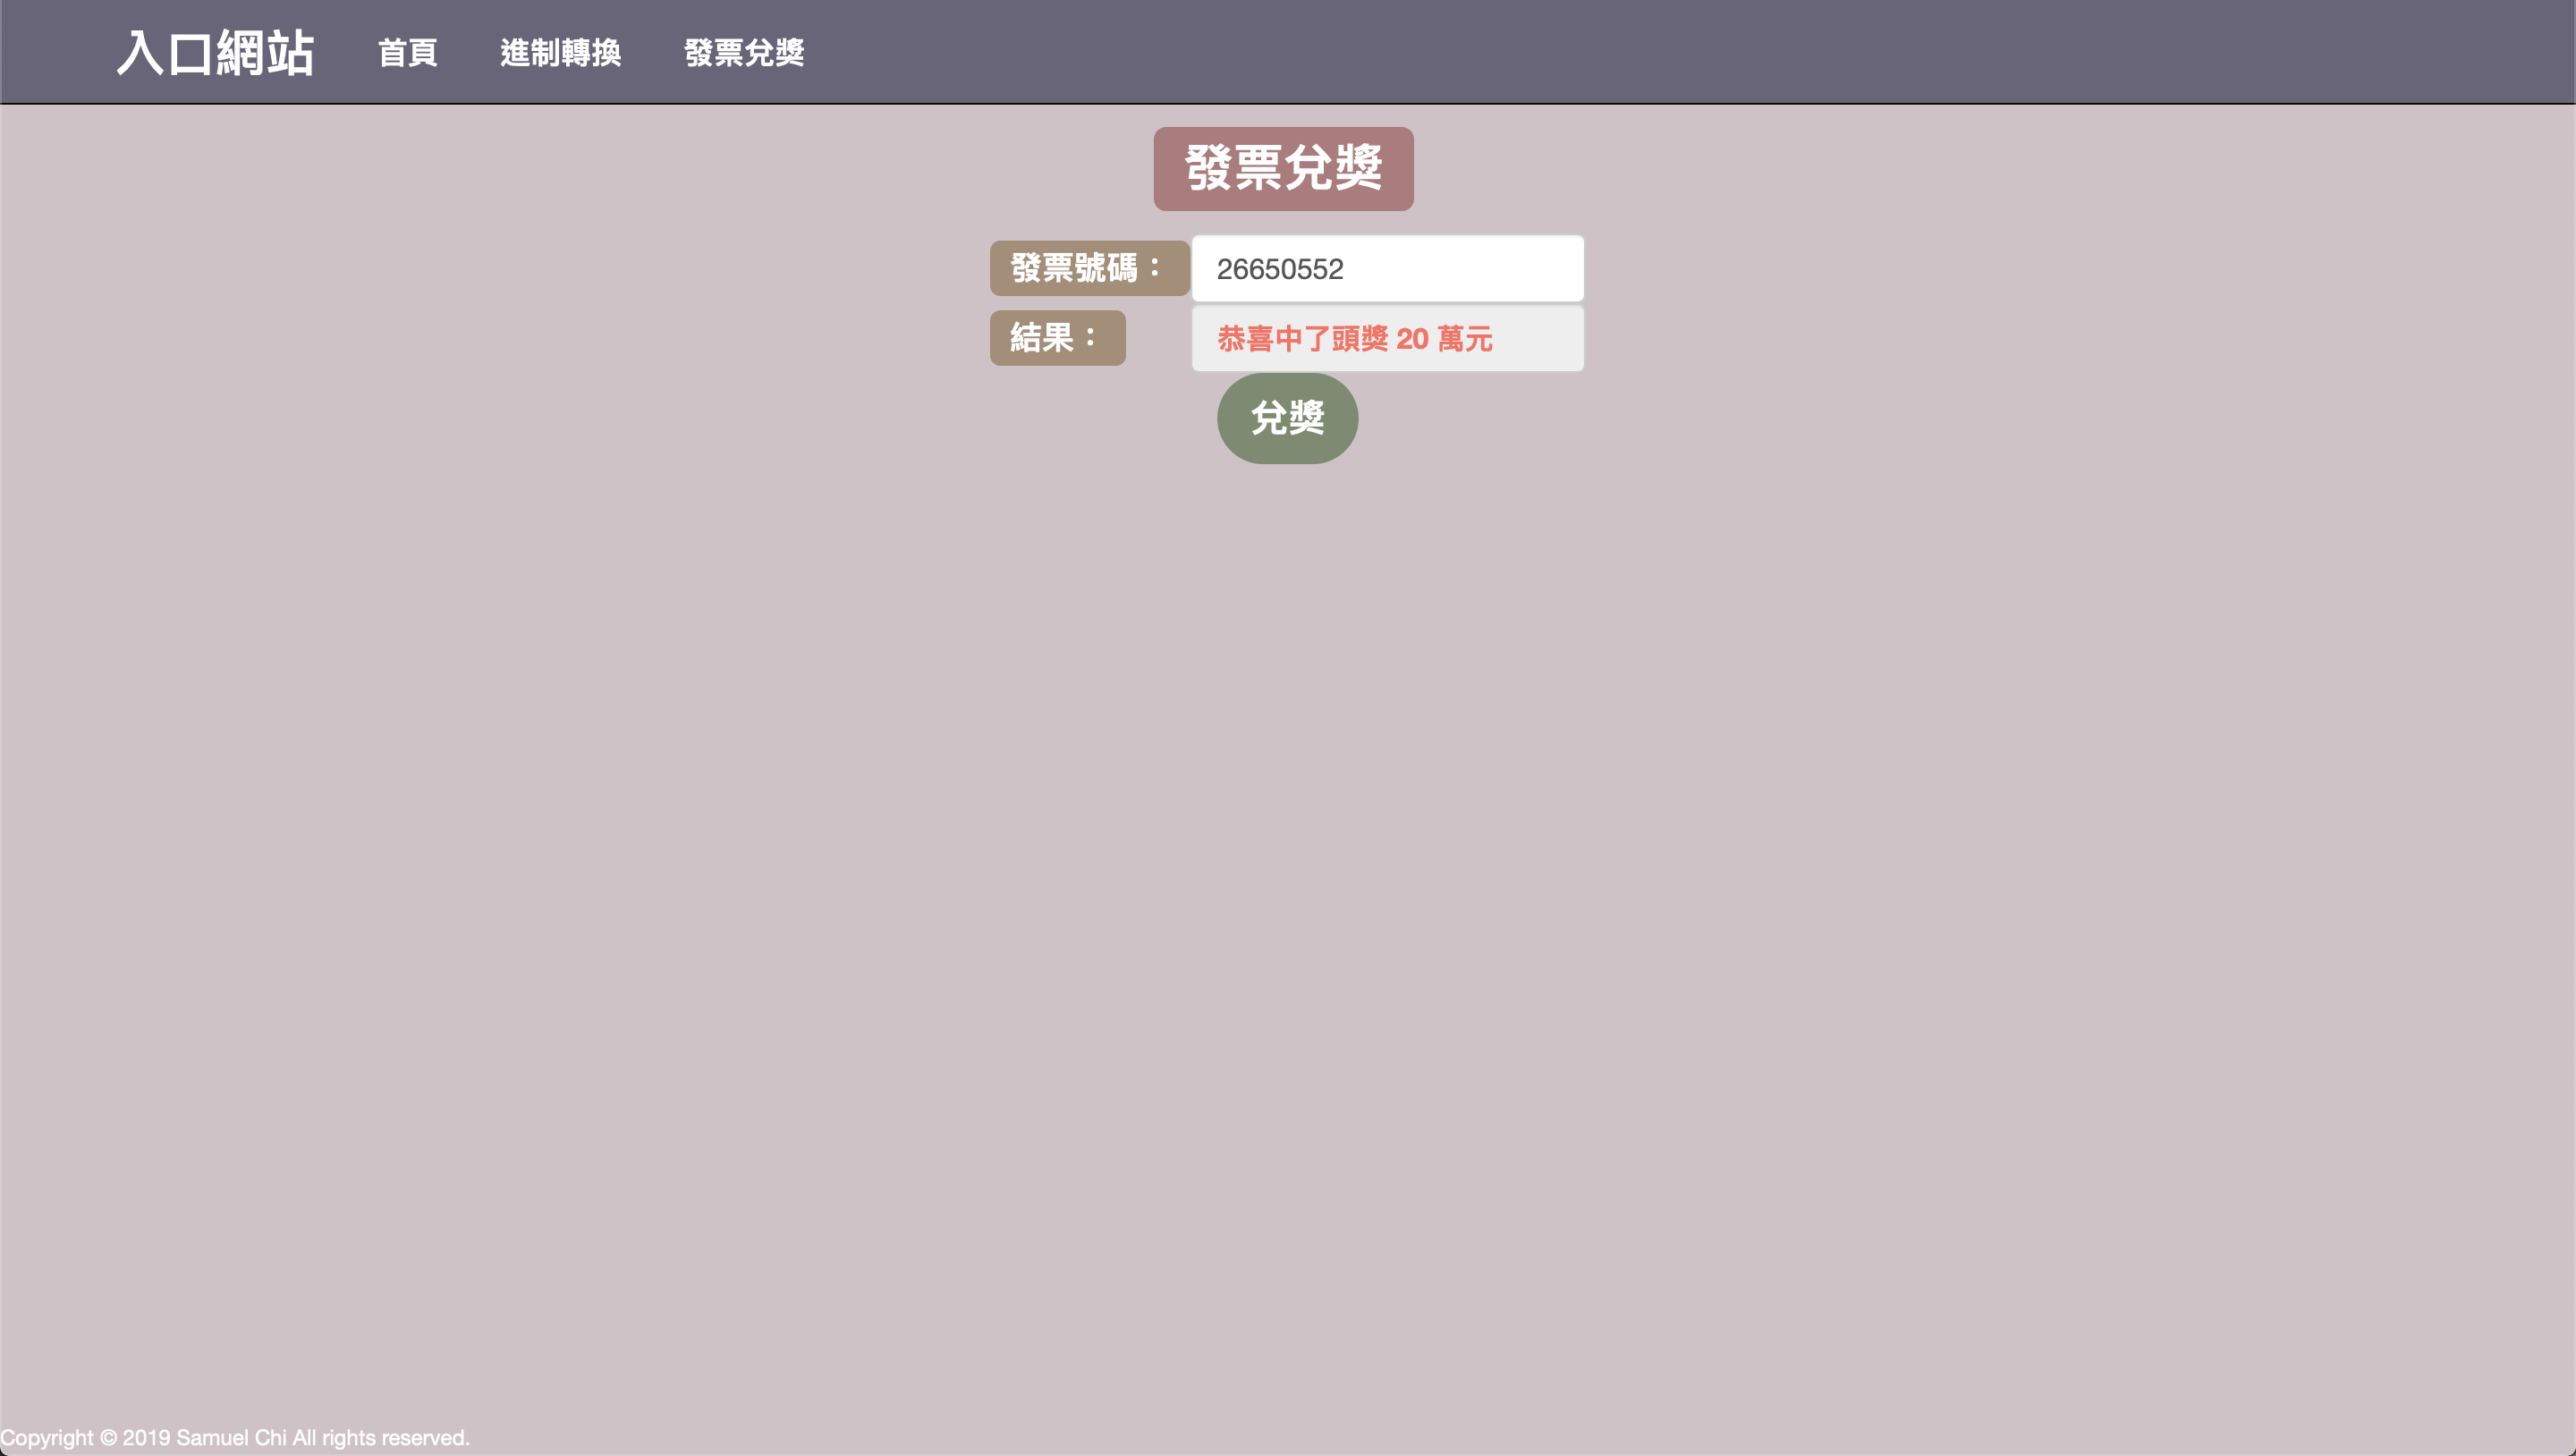 入口網站 首頁 進制轉換 發票兌獎
發票兌獎
發票號碼： 26650552
結果： 恭喜中了頭獎 20 萬元
兌獎
Copyright © 2019 Samuel Chi All rights reserved.